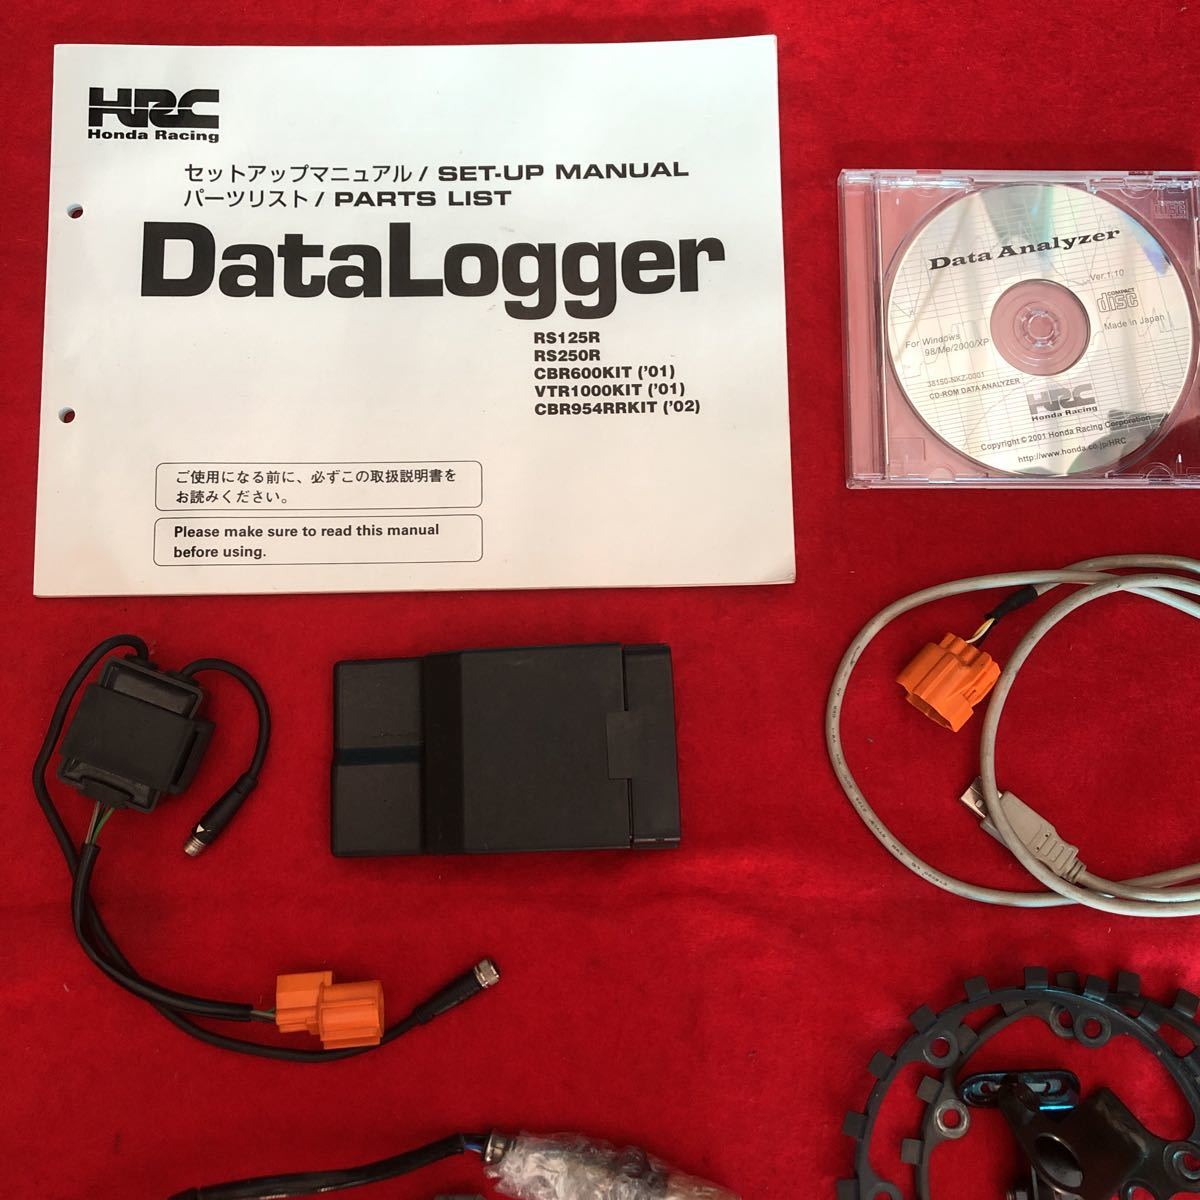 HRC
Honda Racing
セットアップマニュアル / SET-UP MANUAL
パーツリスト / PARTS LIST
DataLogger
RS125R
RS250R
CBR600KIT ('01)
VTR1000KIT ('01)
CBR954RRKIT ('02)
ご使用になる前に、必ずこの取扱説明書を
お読みください。
Please make sure to read this manual
before using.
Data Analyzer
Ver.1.10
COMPACT
disc
Made in Japan
For Windows
98/Me/2000/XP
38150-NKZ-0001
CD-ROM DATA ANALYZER
HRC
Honda Racing
Copyright © 2001 Honda Racing Corporation
http://www.honda.co.jp/HRC